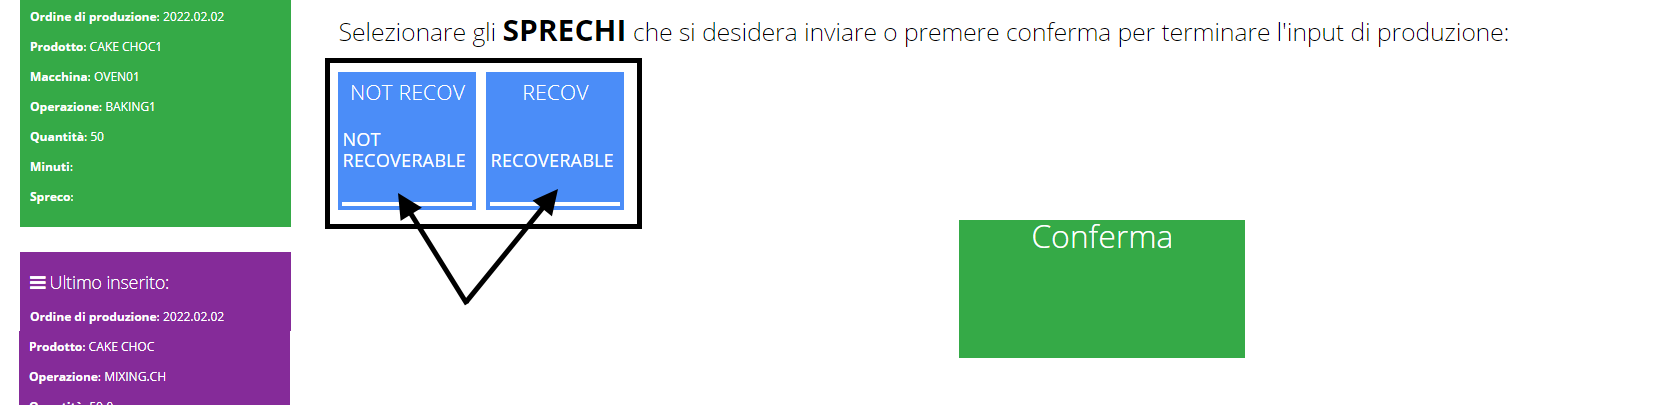 Ordine di produzione: 2022.02.02
Prodotto: CAKE CHOC1
Macchina: OVEN01
Operazione: BAKING1
Quantità: 50
Minuti:
Spreco:
Ultimo inserito:
Ordine di produzione: 2022.02.02
Prodotto: CAKE CHOC
Operazione: MIXING.CH
Selezionare gli SPRECHI che si desidera inviare o premere conferma per terminare l'input di produzione:
NOT RECOV
NOT
RECOVERABLE
RECOV
RECOVERABLE
Conferma